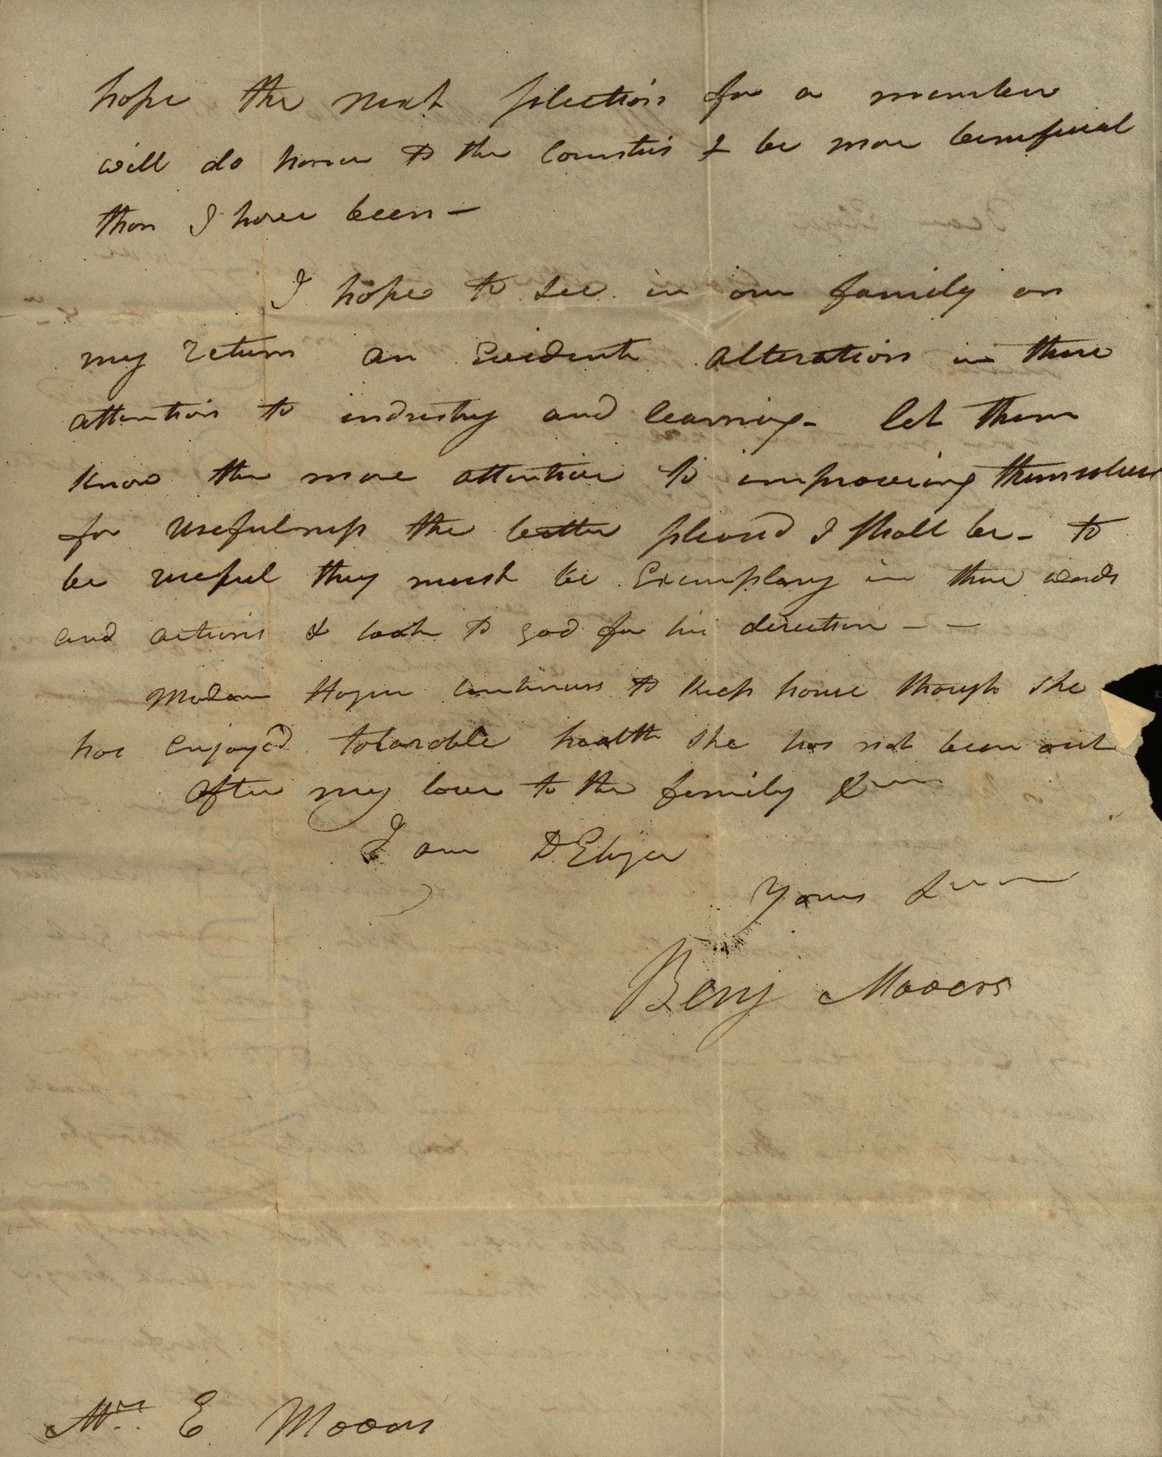 hope the next Election for a member
will do honor to the Counties & be more beneficial
than I have been —
I hope to see in our family on
my return an Evident alteration in there
attention to industry and learning - let them
know the more attentive to improveing themselves
for usefulness the better pleasd I shall be - to
be useful they must be Exemplary in there words
and actions & look to god for his direction — —
Madam Hogen continues to keep house though she
has enjoyed tolarable health she has not been out
After my love to the family &
I am D Eliza
Yours &
Benj Mooers
Mrs. E Mooers